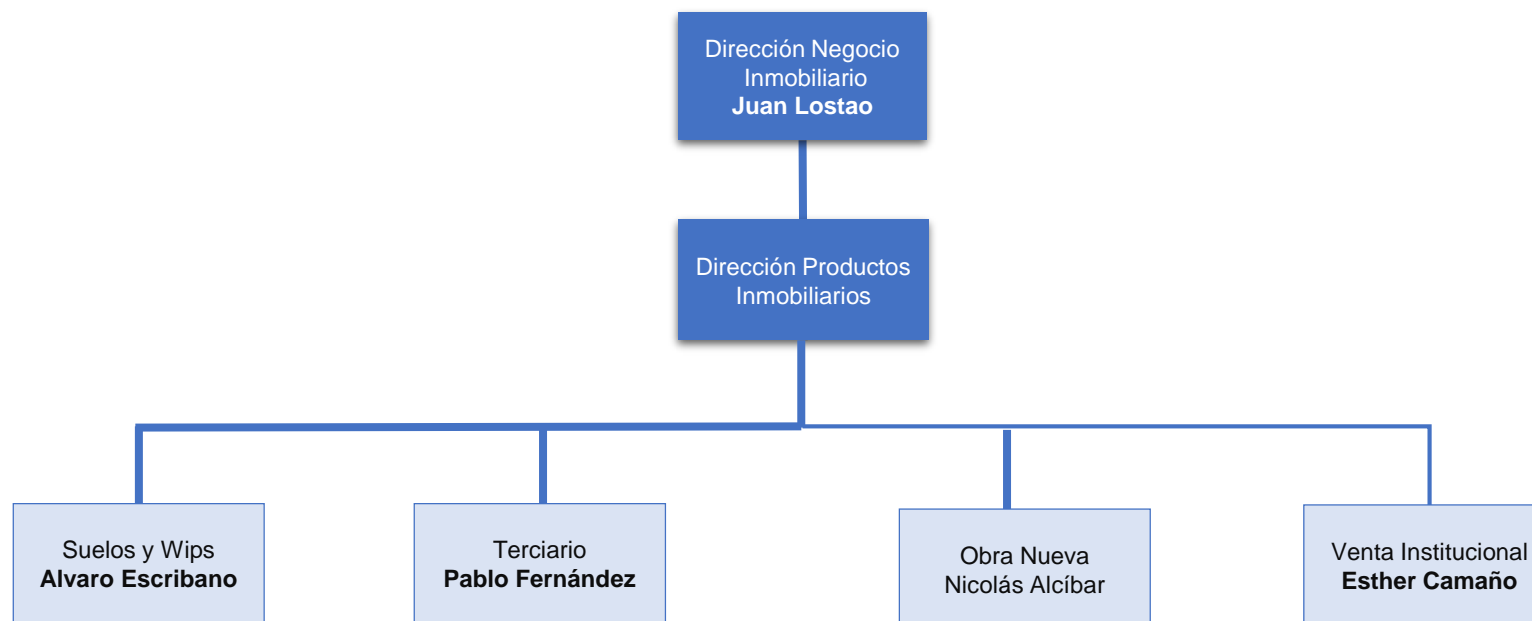 Dirección Negocio
Inmobiliario
Juan Lostao
Dirección Productos
Inmobiliarios
Suelos y Wips
Alvaro Escribano
Terciario
Pablo Fernández
Obra Nueva
Nicolás Alcíbar
Venta Institucional
Esther Camaño